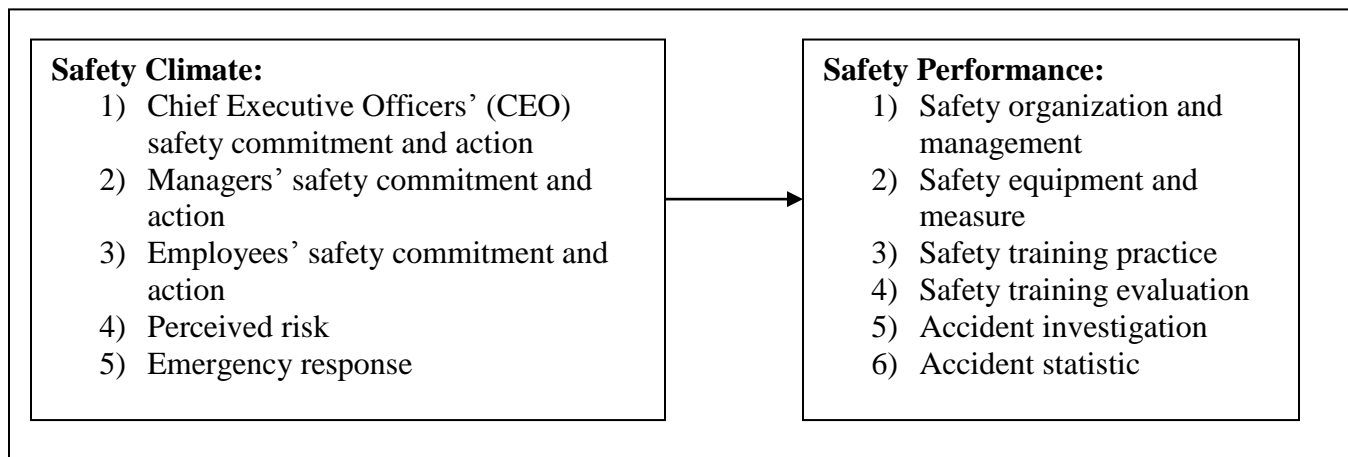 Safety Climate:
1) Chief Executive Officers’ (CEO)
safety commitment and action
2) Managers’ safety commitment and
action
3) Employees’ safety commitment and
action
4) Perceived risk
5) Emergency response
Safety Performance:
1) Safety organization and
management
2) Safety equipment and
measure
3) Safety training practice
4) Safety training evaluation
5) Accident investigation
6) Accident statistic